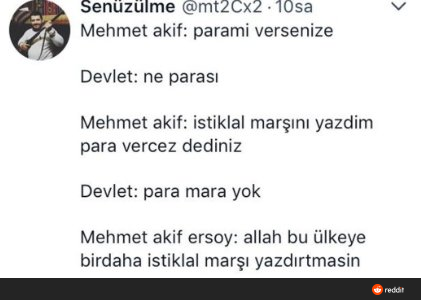 Senüzülme @mt2Cx2 · 10sa
Mehmet akif: parami versenize
Devlet: ne parası
Mehmet akif: istiklal marşını yazdim
para vercez dediniz
Devlet: para mara yok
Mehmet akif ersoy: allah bu ülkeye
birdaha istiklal marşı yazdırtmasin
reddit